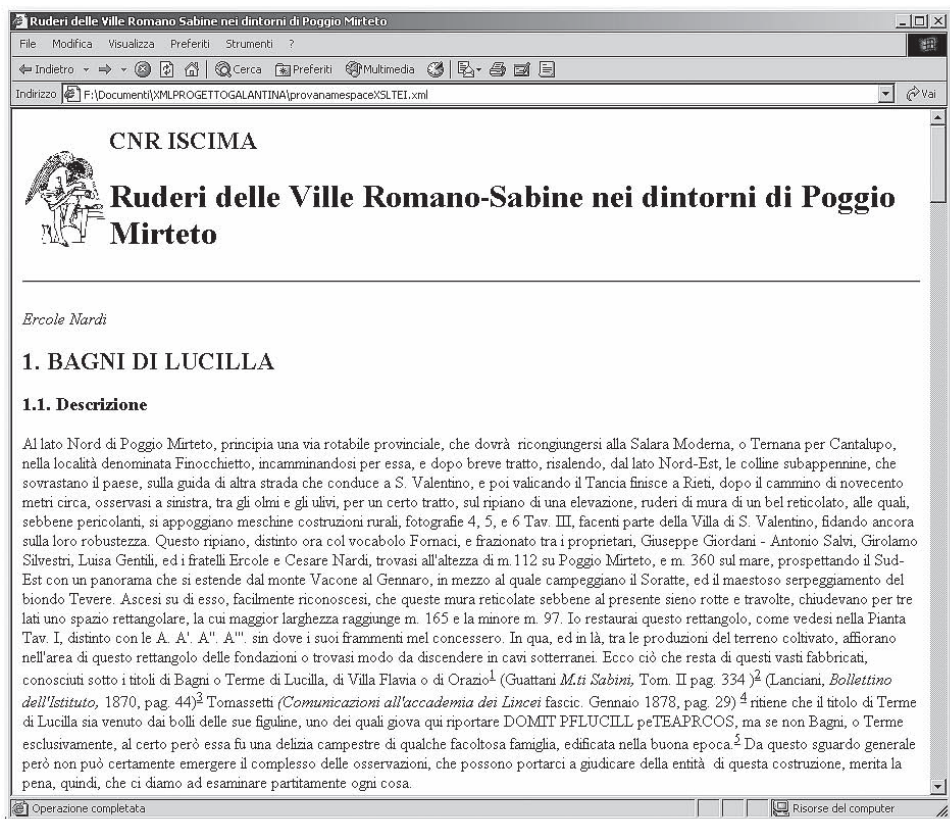 Ruderi delle Ville Romano Sabine nei dintorni di Poggio Mirteto
File Modifica Visualizza Preferiti Strumenti ?
Indietro Cerca Preferiti Multimedia
Indirizzo F:\Documenti\XMLPROGETTOGALANTINA\provanamespaceXSLTEI.xml Vai
CNR ISCIMA
Ruderi delle Ville Romano-Sabine nei dintorni di Poggio
Mirteto
Ercole Nardi
1. BAGNI DI LUCILLA
1.1. Descrizione
Al lato Nord di Poggio Mirteto, principia una via rotabile provinciale, che dovrà ricongiungersi alla Salara Moderna, o Ternana per Cantalupo,
nella località denominata Finocchietto, incamminandosi per essa, e dopo breve tratto, risalendo, dal lato Nord-Est, le colline subappennine, che
sovrastano il paese, sulla guida di altra strada che conduce a S. Valentino, e poi valicando il Tancia finisce a Rieti, dopo il cammino di novecento
metri circa, osservasi a sinistra, tra gli olmi e gli ulivi, per un certo tratto, sul ripiano di una elevazione, ruderi di mura di un bel reticolato, alle quali,
sebbene pericolanti, si appoggiano meschine costruzioni rurali, fotografie 4, 5, e 6 Tav. III, facenti parte della Villa di S. Valentino, fidando ancora
sulla loro robustezza. Questo ripiano, distinto ora col vocabolo Fornaci, e frazionato tra i proprietari, Giuseppe Giordani - Antonio Salvi, Girolamo
Silvestri, Luisa Gentili, ed i fratelli Ercole e Cesare Nardi, trovasi all'altezza di m. 112 su Poggio Mirteto, e m. 360 sul mare, prospettando il Sud-
Est con un panorama che si estende dal monte Vacone al Gennaro, in mezzo al quale campeggiano il Soratte, ed il maestoso serpeggiamento del
biondo Tevere. Ascesi su di esso, facilmente riconoscesi, che queste mura reticolate sebbene al presente sieno rotte e travolte, chiudevano per tre
lati uno spazio rettangolare, la cui maggior larghezza raggiunge m. 165 e la minore m. 97. Io restaurai questo rettangolo, come vedesi nella Pianta
Tav. I, distinto con le A. A'. A''. A'''. sin dove i suoi frammenti mel concessero. In qua, ed in là, tra le produzioni del terreno coltivato, affiorano
nell'area di questo rettangolo delle fondazioni o trovasi modo da discendere in cavi sotterranei. Ecco ciò che resta di questi vasti fabbricati,
conosciuti sotto i titoli di Bagni o Terme di Lucilla, di Villa Flavia o di Orazio1 (Guattani M.ti Sabini, Tom. II pag. 334 )2 (Lanciani, Bollettino
dell'Istituto, 1870, pag. 44)3 Tomassetti (Comunicazioni all'accademia dei Lincei fascic. Gennaio 1878, pag. 29) 4 ritiene che il titolo di Terme
di Lucilla sia venuto dai bolli delle sue figuline, uno dei quali giova qui riportare DOMIT PFLUCILL peTEAPRCOS, ma se non Bagni, o Terme
esclusivamente, al certo però essa fu una delizia campestre di qualche facoltosa famiglia, edificata nella buona epoca.5 Da questo sguardo generale
però non può certamente emergere il complesso delle osservazioni, che possono portarci a giudicare della entità di questa costruzione, merita la
pena, quindi, che ci diamo ad esaminare partitamente ogni cosa.
Operazione completata Risorse del computer